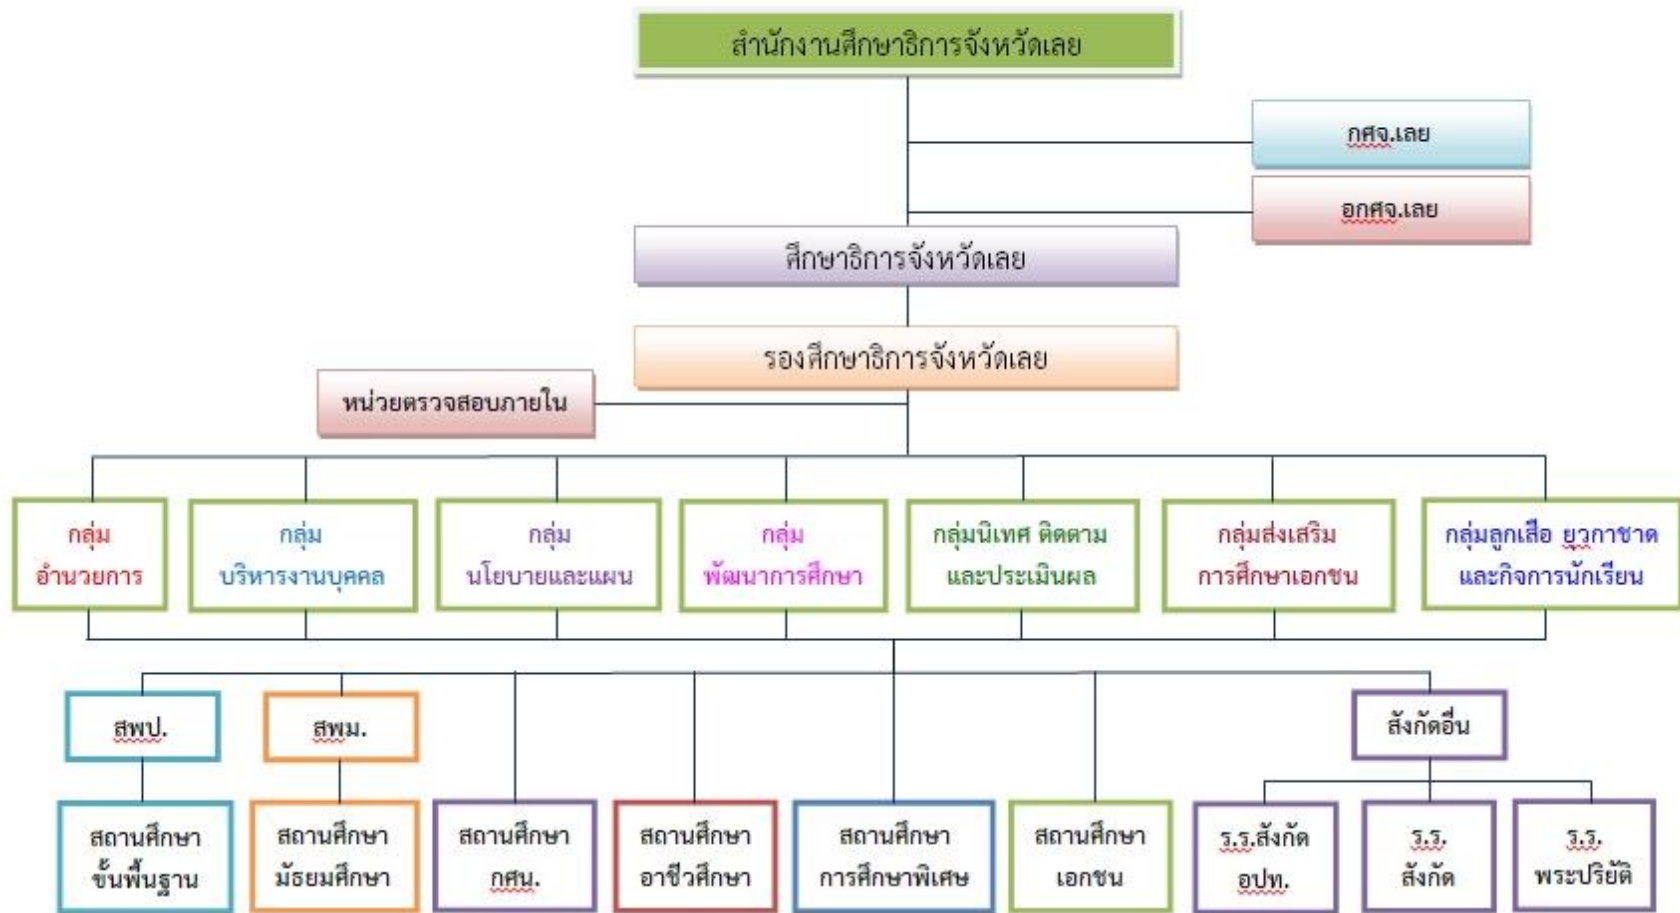 สำนักงานศึกษาธิการจังหวัดเลย
กศจ.เลย
อกศจ.เลย
ศึกษาธิการจังหวัดเลย
รองศึกษาธิการจังหวัดเลย
หน่วยตรวจสอบภายใน
กลุ่ม
อำนวยการ
กลุ่ม
บริหารงานบุคคล
กลุ่ม
นโยบายและแผน
กลุ่ม
พัฒนาการศึกษา
กลุ่มนิเทศ ติดตาม
และประเมินผล
กลุ่มส่งเสริม
การศึกษาเอกชน
กลุ่มลูกเสือ ยุวกาชาด
และกิจการนักเรียน
สพป.
สพม.
สังกัดอื่น
สถานศึกษา
ขั้นพื้นฐาน
สถานศึกษา
มัธยมศึกษา
สถานศึกษา
กศน.
สถานศึกษา
อาชีวศึกษา
สถานศึกษา
การศึกษาพิเศษ
สถานศึกษา
เอกชน
ร.ร.สังกัด
อปท.
ร.ร.
สังกัด
ร.ร.
พระปริยัติ